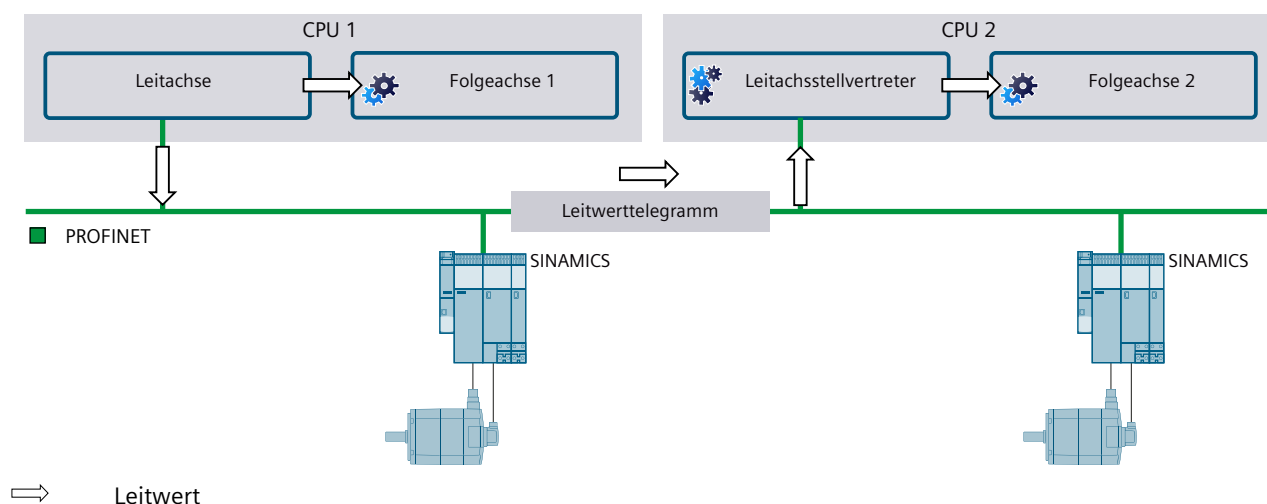 CPU 1
CPU 2
Leitachse
Folgeachse 1
Leitachsstellvertreter
Folgeachse 2
Leitwerttelegramm
PROFINET
SINAMICS
SINAMICS
Leitwert